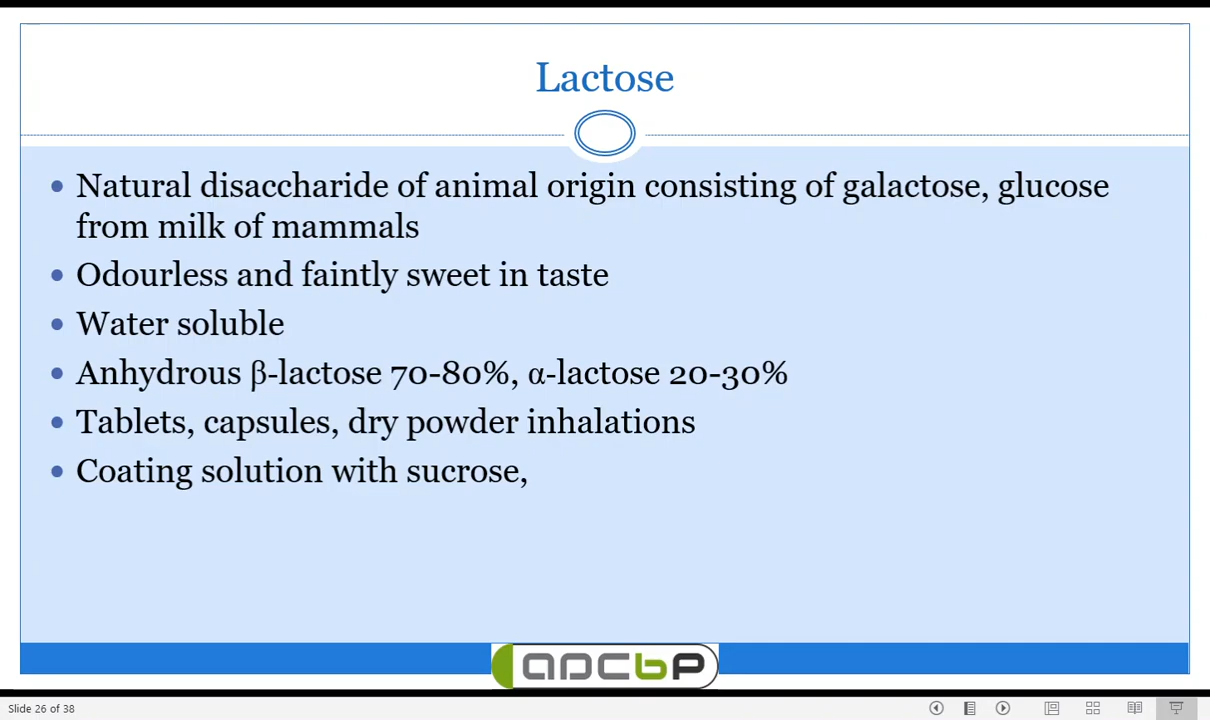 Lactose
• Natural disaccharide of animal origin consisting of galactose, glucose
from milk of mammals
• Odourless and faintly sweet in taste
• Water soluble
• Anhydrous β-lactose 70-80%, α-lactose 20-30%
• Tablets, capsules, dry powder inhalations
• Coating solution with sucrose,
apcbp
Slide 26 of 38